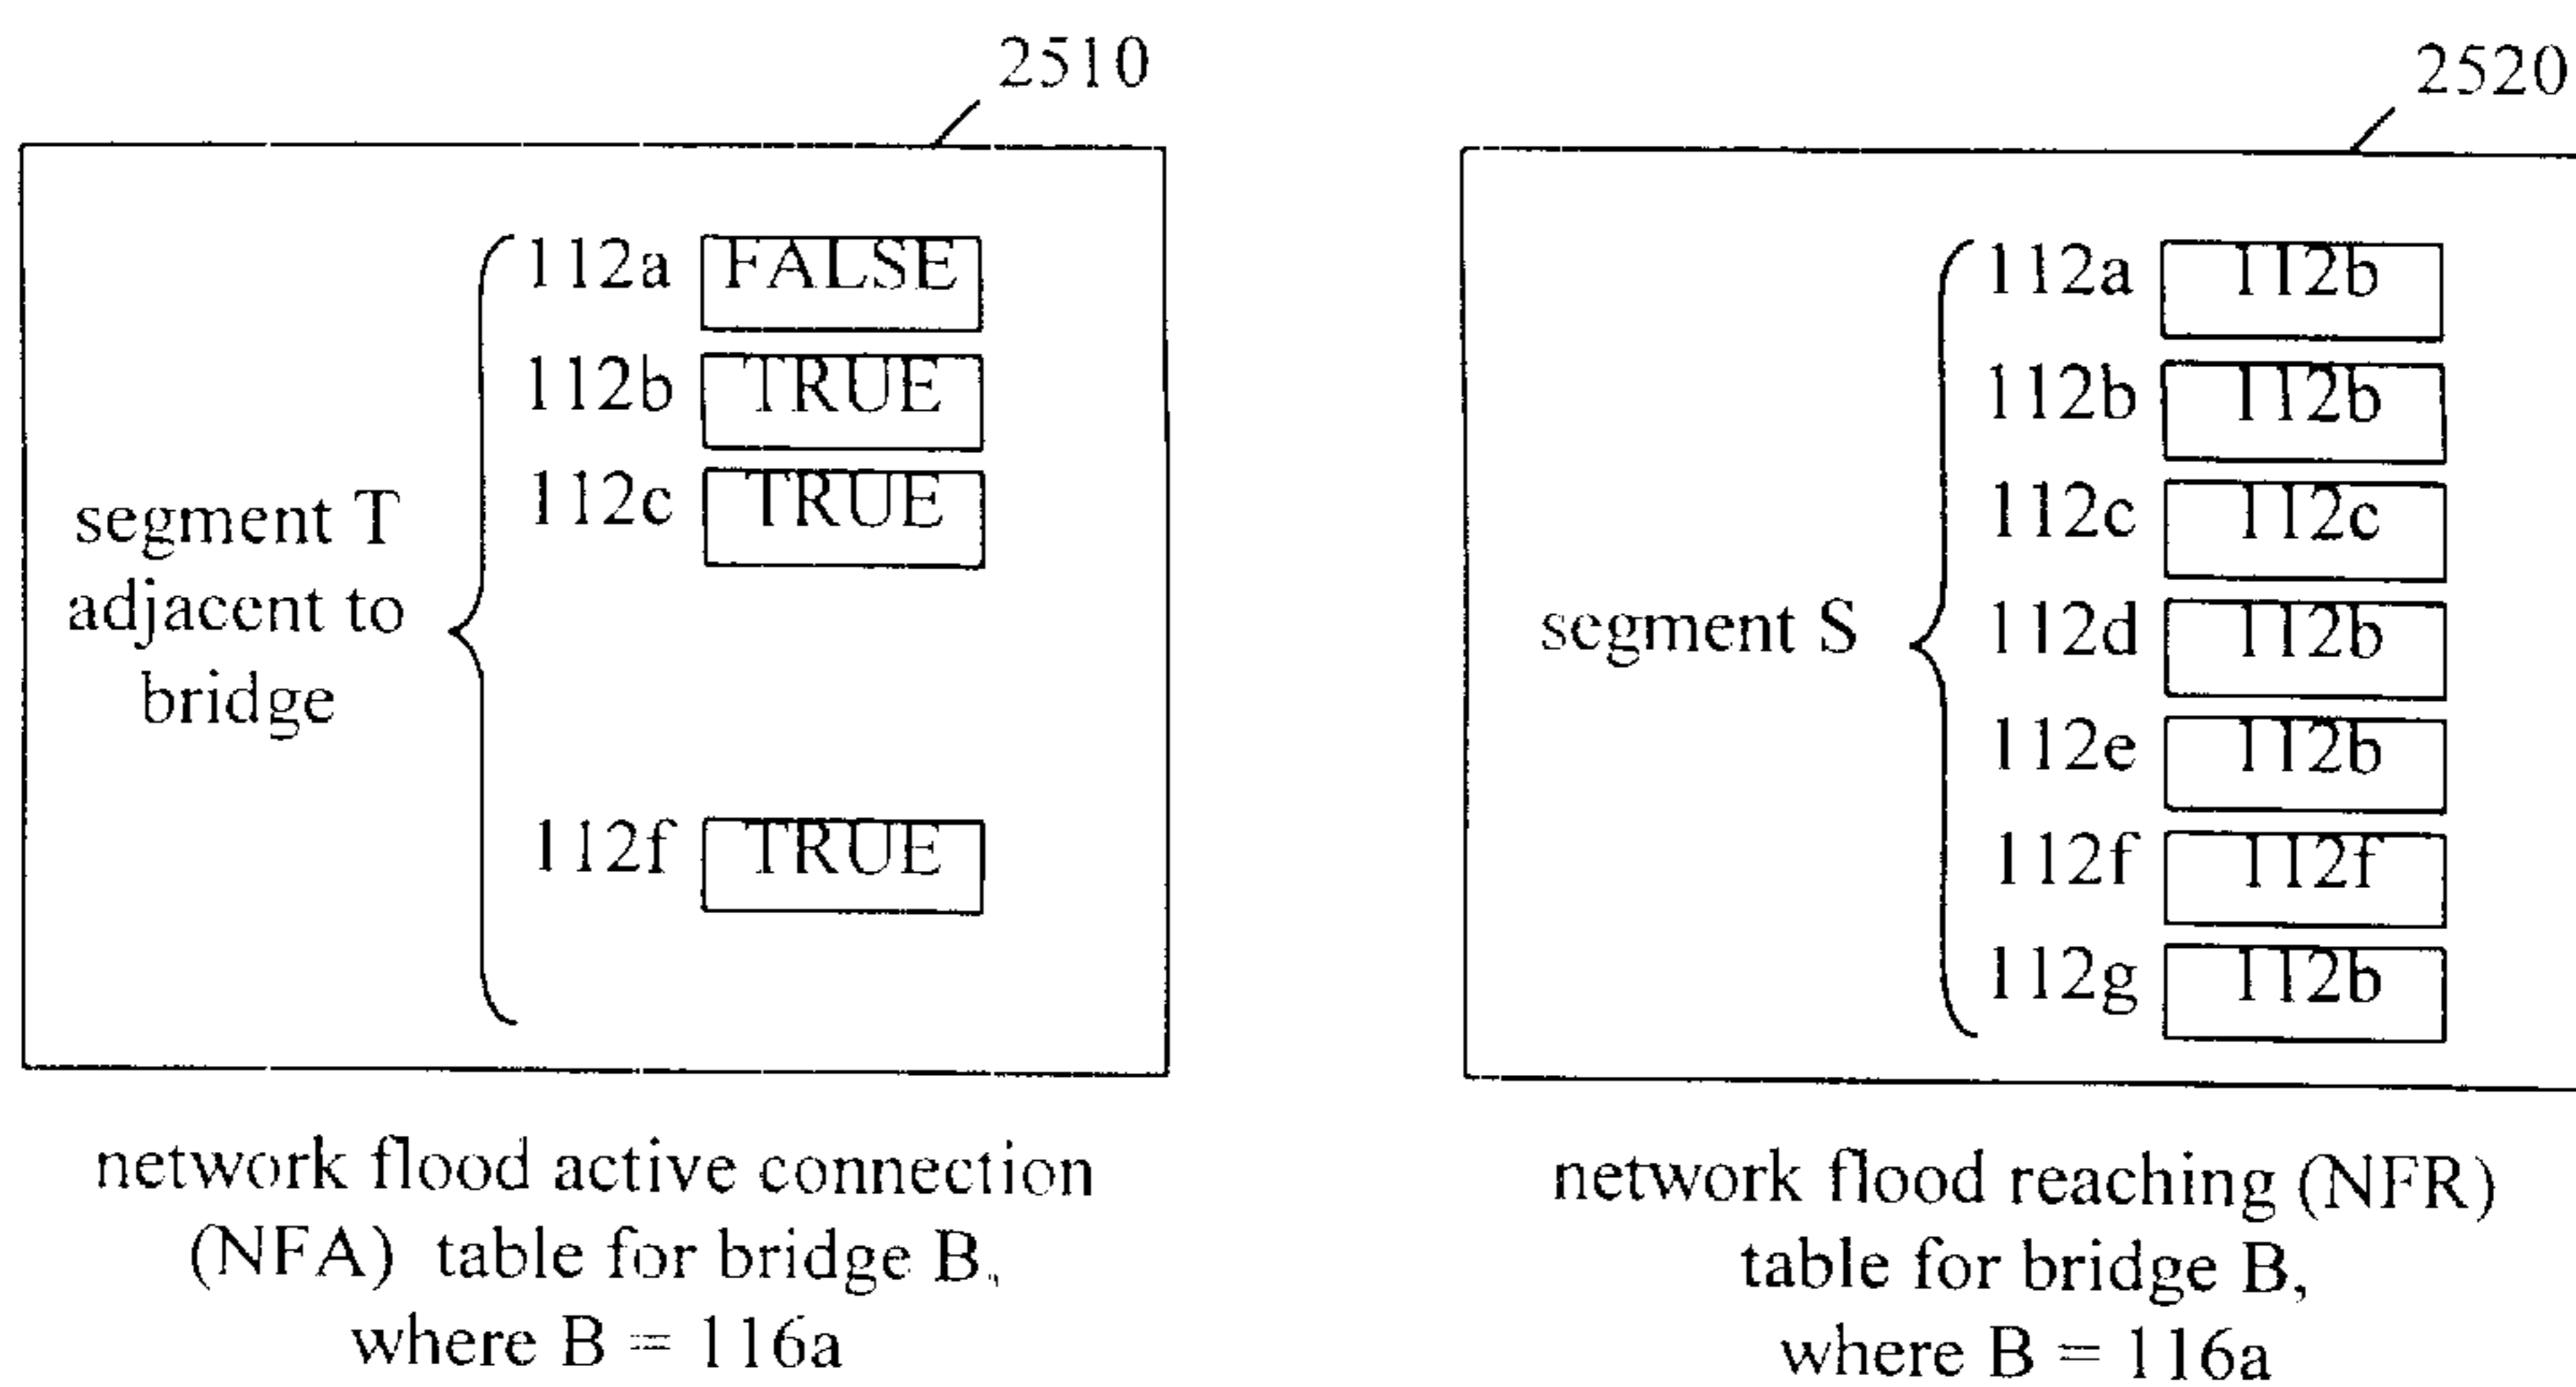 2510
112a FALSE
112b TRUE
112c TRUE
segment T
adjacent to
bridge
112f TRUE
network flood active connection
(NFA) table for bridge B,
where B = 116a
2520
112a 112b
112b 112b
112c 112c
segment S
112d 112b
112e 112b
112f 112f
112g 112b
network flood reaching (NFR)
table for bridge B,
where B = 116a